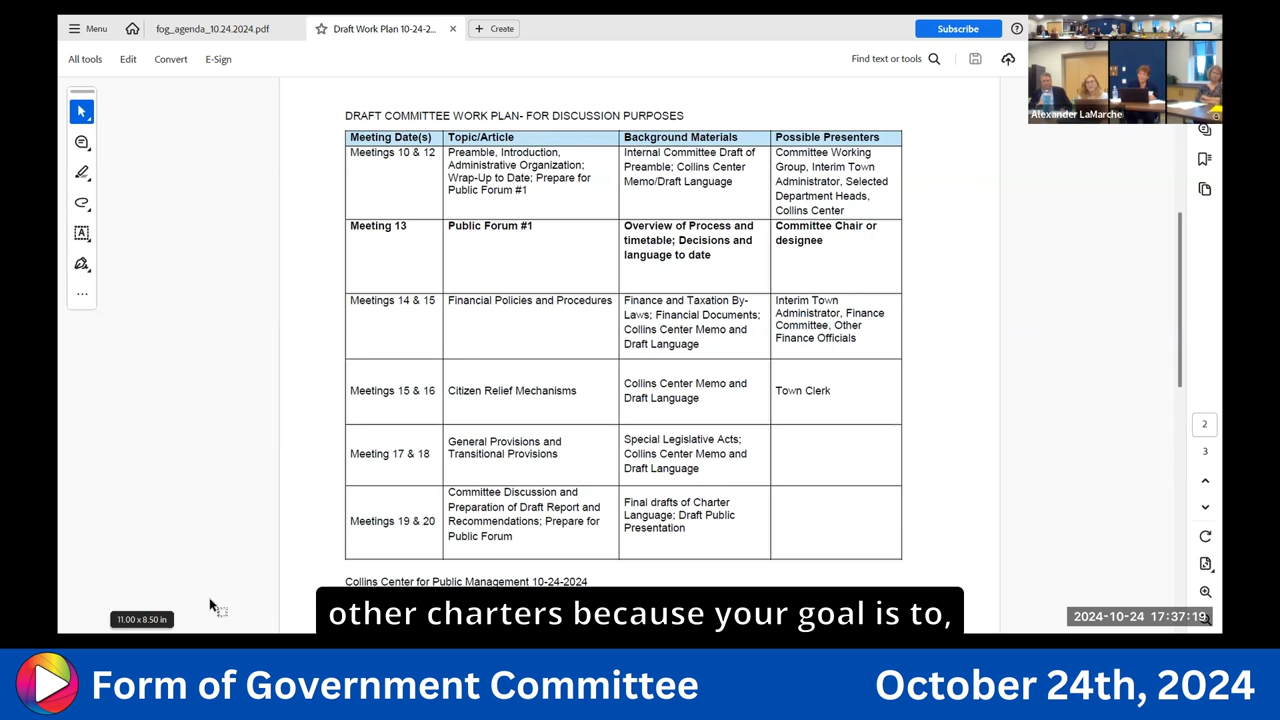 Menu
fog_agenda_10.24.2024.pdf
Draft Work Plan 10-24-2...
Create
Subscribe
All tools
Edit
Convert
E-Sign
Find text or tools
Alexander LaMarche
DRAFT COMMITTEE WORK PLAN- FOR DISCUSSION PURPOSES
Meeting Date(s)
Topic/Article
Background Materials
Possible Presenters
Meetings 10 & 12
Preamble, Introduction,
Administrative Organization;
Wrap-Up to Date; Prepare for
Public Forum #1
Internal Committee Draft of
Preamble; Collins Center
Memo/Draft Language
Committee Working
Group, Interim Town
Administrator, Selected
Department Heads,
Collins Center
Meeting 13
Public Forum #1
Overview of Process and
timetable; Decisions and
language to date
Committee Chair or
designee
Meetings 14 & 15
Financial Policies and Procedures
Finance and Taxation By-
Laws; Financial Documents;
Collins Center Memo and
Draft Language
Interim Town
Administrator, Finance
Committee, Other
Finance Officials
Meetings 15 & 16
Citizen Relief Mechanisms
Collins Center Memo and
Draft Language
Town Clerk
Meeting 17 & 18
General Provisions and
Transitional Provisions
Special Legislative Acts;
Collins Center Memo and
Draft Language
Meetings 19 & 20
Committee Discussion and
Preparation of Draft Report and
Recommendations; Prepare for
Public Forum
Final drafts of Charter
Language; Draft Public
Presentation
Collins Center for Public Management 10-24-2024
2
3
11.00 x 8.50 in
other charters because your goal is to,
2024-10-24 17:37:19
Form of Government Committee
October 24th, 2024